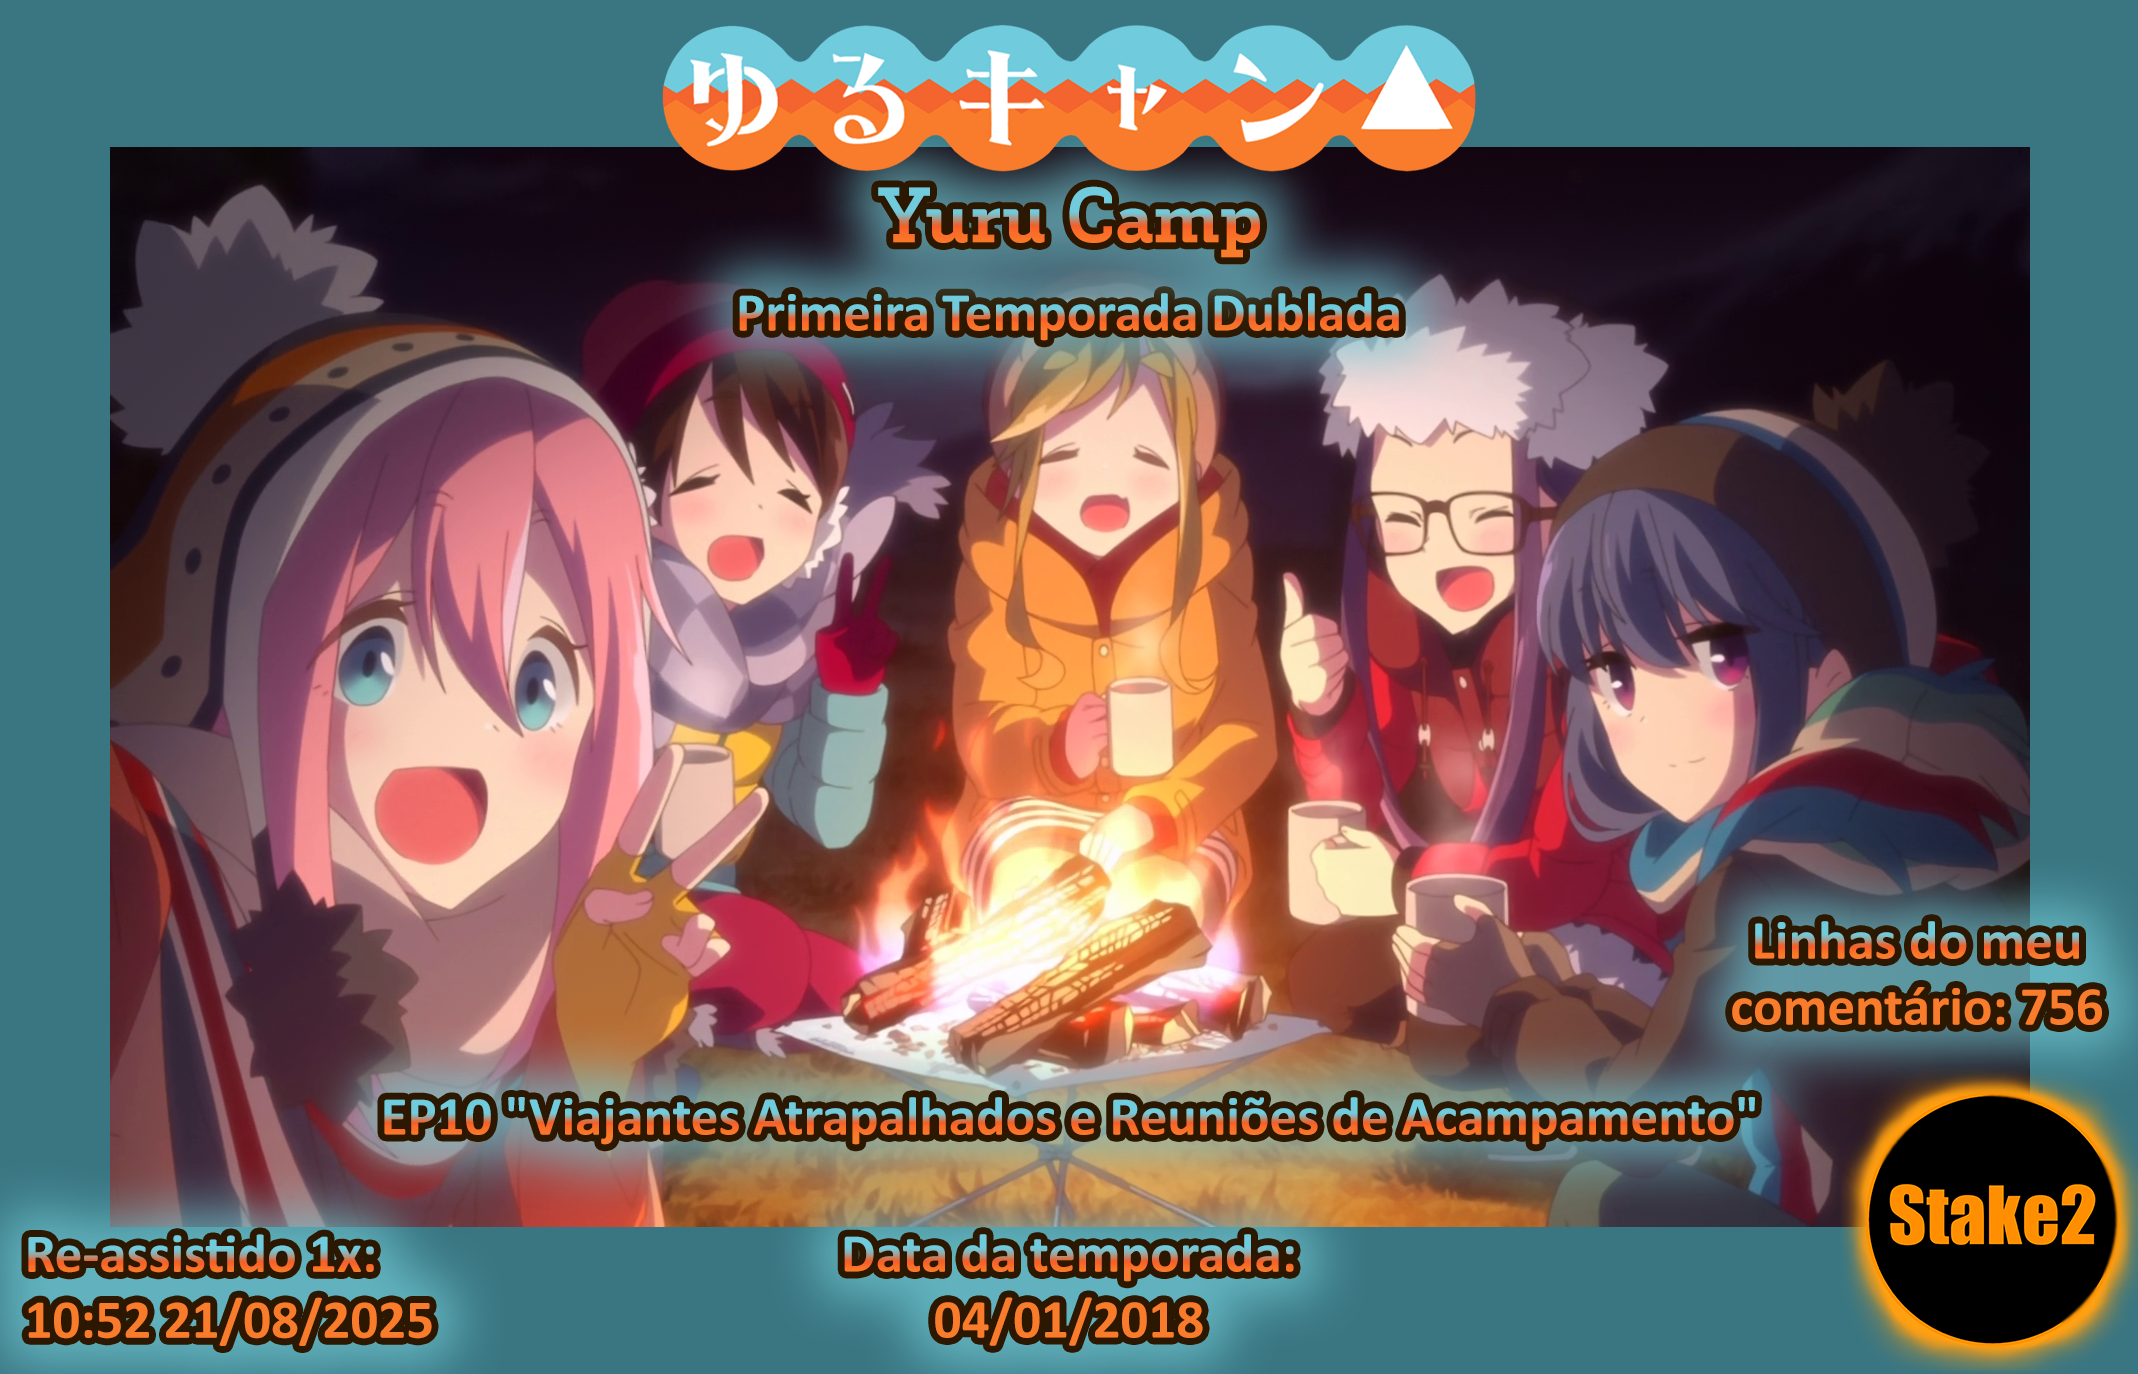 ゆるキャン△
Yuru Camp
Primeira Temporada Dublada
Linhas do meu
comentário: 756
EP10 "Viajantes Atrapalhados e Reuniões de Acampamento"
Stake2
Re-assistido 1x:
10:52 21/08/2025
Data da temporada:
04/01/2018